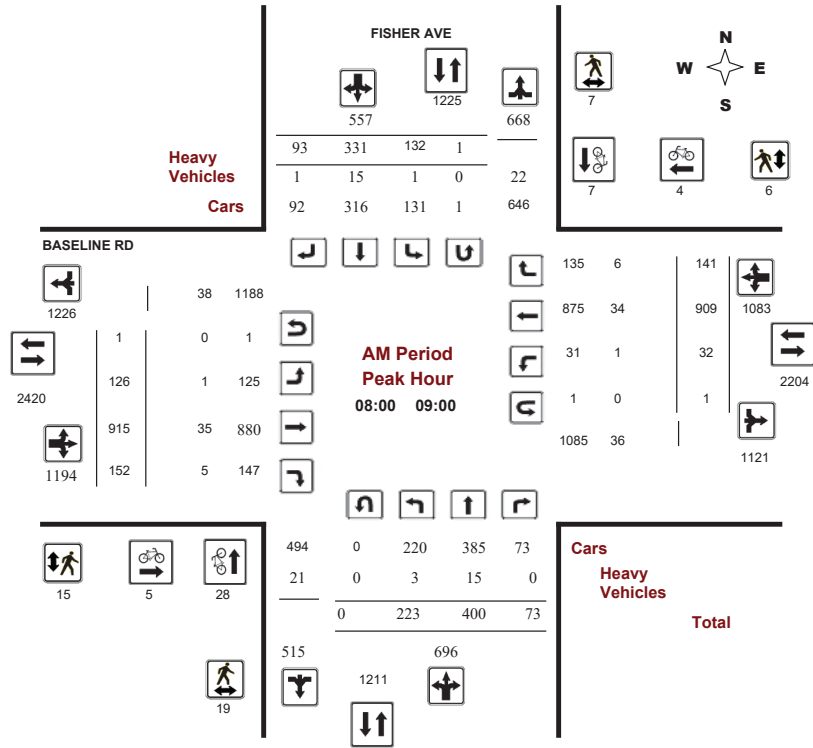 FISHER AVE
N
W E
S
1225
7
557 668
93 331 132 1
Heavy
Vehicles
1 15 1 0 22
7 4 6
Cars 92 316 131 1 646
BASELINE RD
135 6 141
1226
38 1188
875 34 909 1083
1 0 1
AM Period
31 1 32
Peak Hour
2420
126 1 125
2204
08:00 09:00
1 0 1
915 35 880
1085 36
1121
1194 152 5 147
494 0 220 385 73 Cars
21 0 3 15 0 Heavy
Vehicles
15 5 28
0 223 400 73 Total
515 696
1211
19